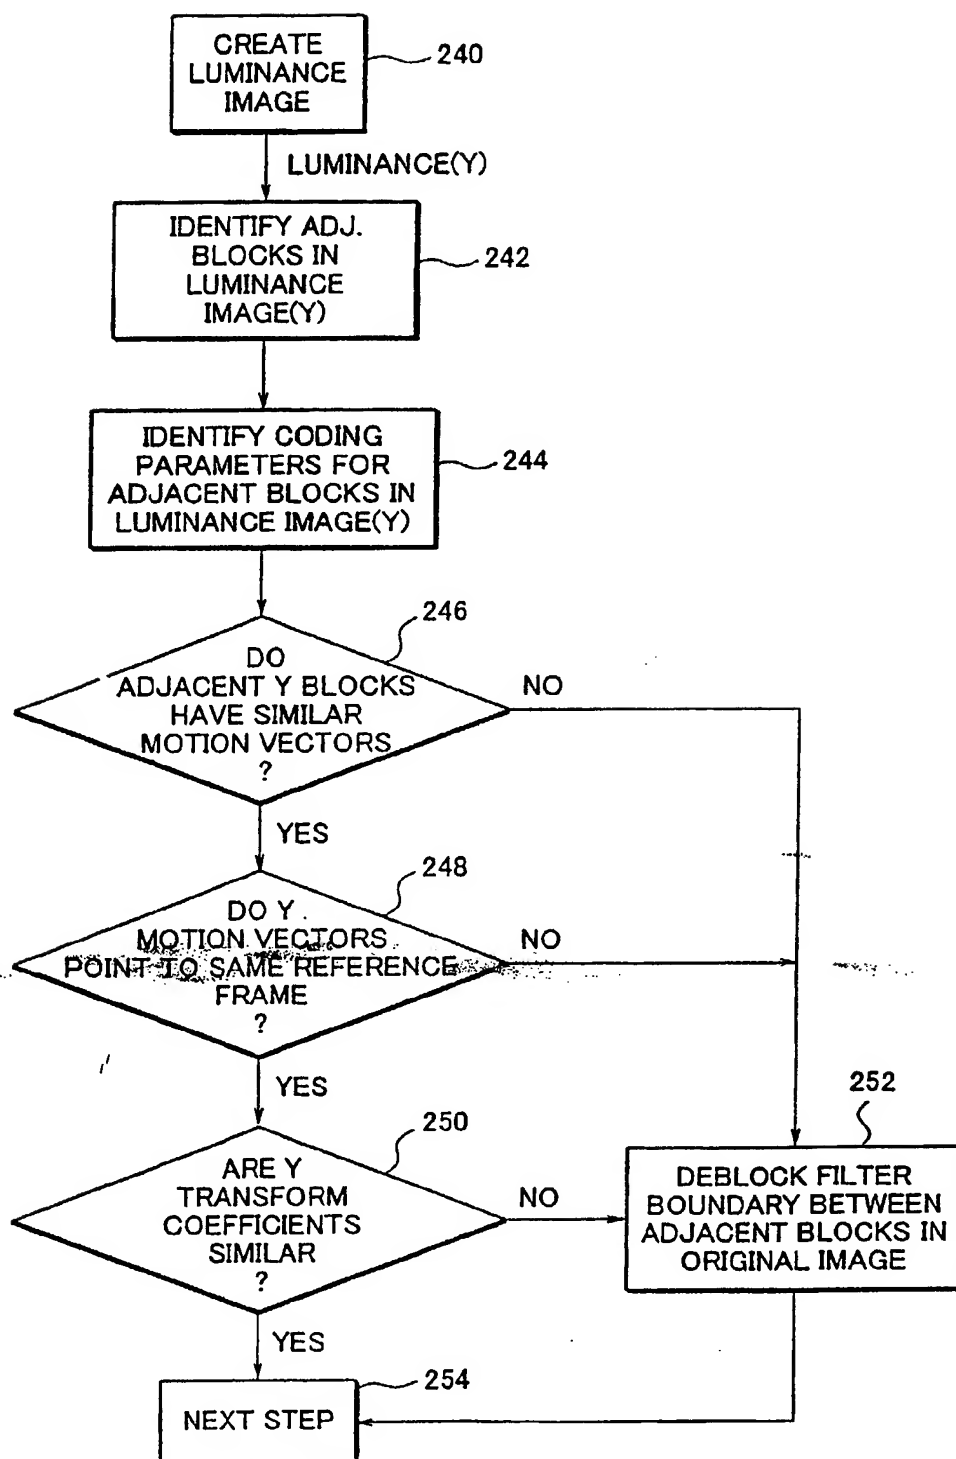 CREATE
LUMINANCE
IMAGE
240
LUMINANCE(Y)
IDENTIFY ADJ.
BLOCKS IN
LUMINANCE
IMAGE(Y)
242
IDENTIFY CODING
PARAMETERS FOR
ADJACENT BLOCKS IN
LUMINANCE IMAGE(Y)
244
246
DO
ADJACENT Y BLOCKS
HAVE SIMILAR
MOTION VECTORS
?
NO
YES
248
DO Y
MOTION VECTORS
POINT TO SAME REFERENCE
FRAME
?
NO
YES
250
ARE Y
TRANSFORM
COEFFICIENTS
SIMILAR
?
NO
252
DEBLOCK FILTER
BOUNDARY BETWEEN
ADJACENT BLOCKS IN
ORIGINAL IMAGE
YES
254
NEXT STEP